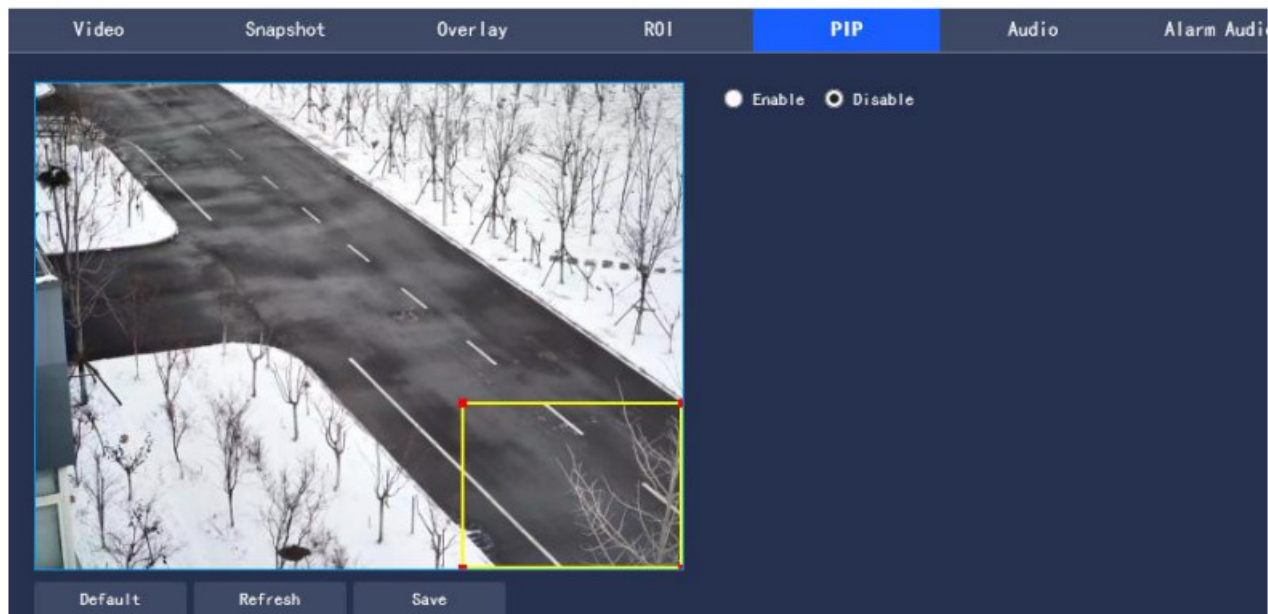 Video Snapshot Overlay ROI PIP Audio Alarm Audi
Enable Disable
Default Refresh Save